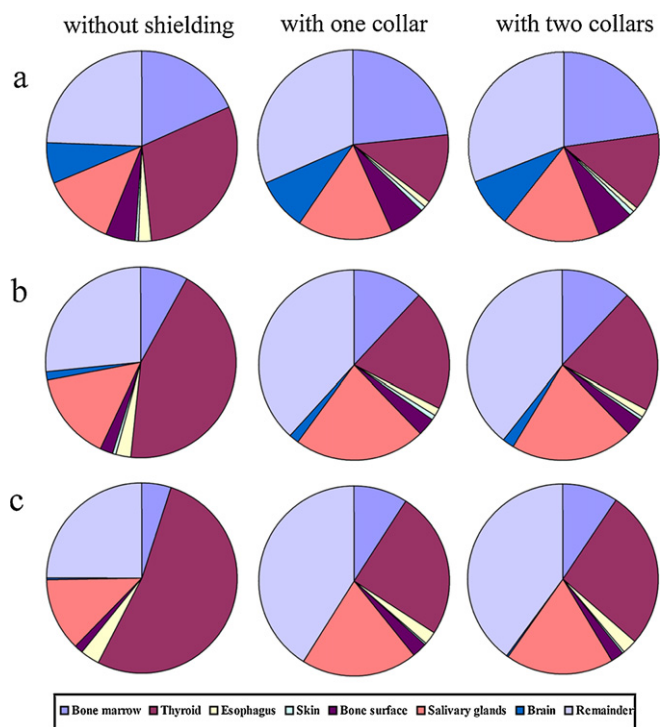 without shielding with one collar with two collars
a
b
c
Bone marrow Thyroid Esophagus Skin Bone surface Salivary glands Brain Remainder